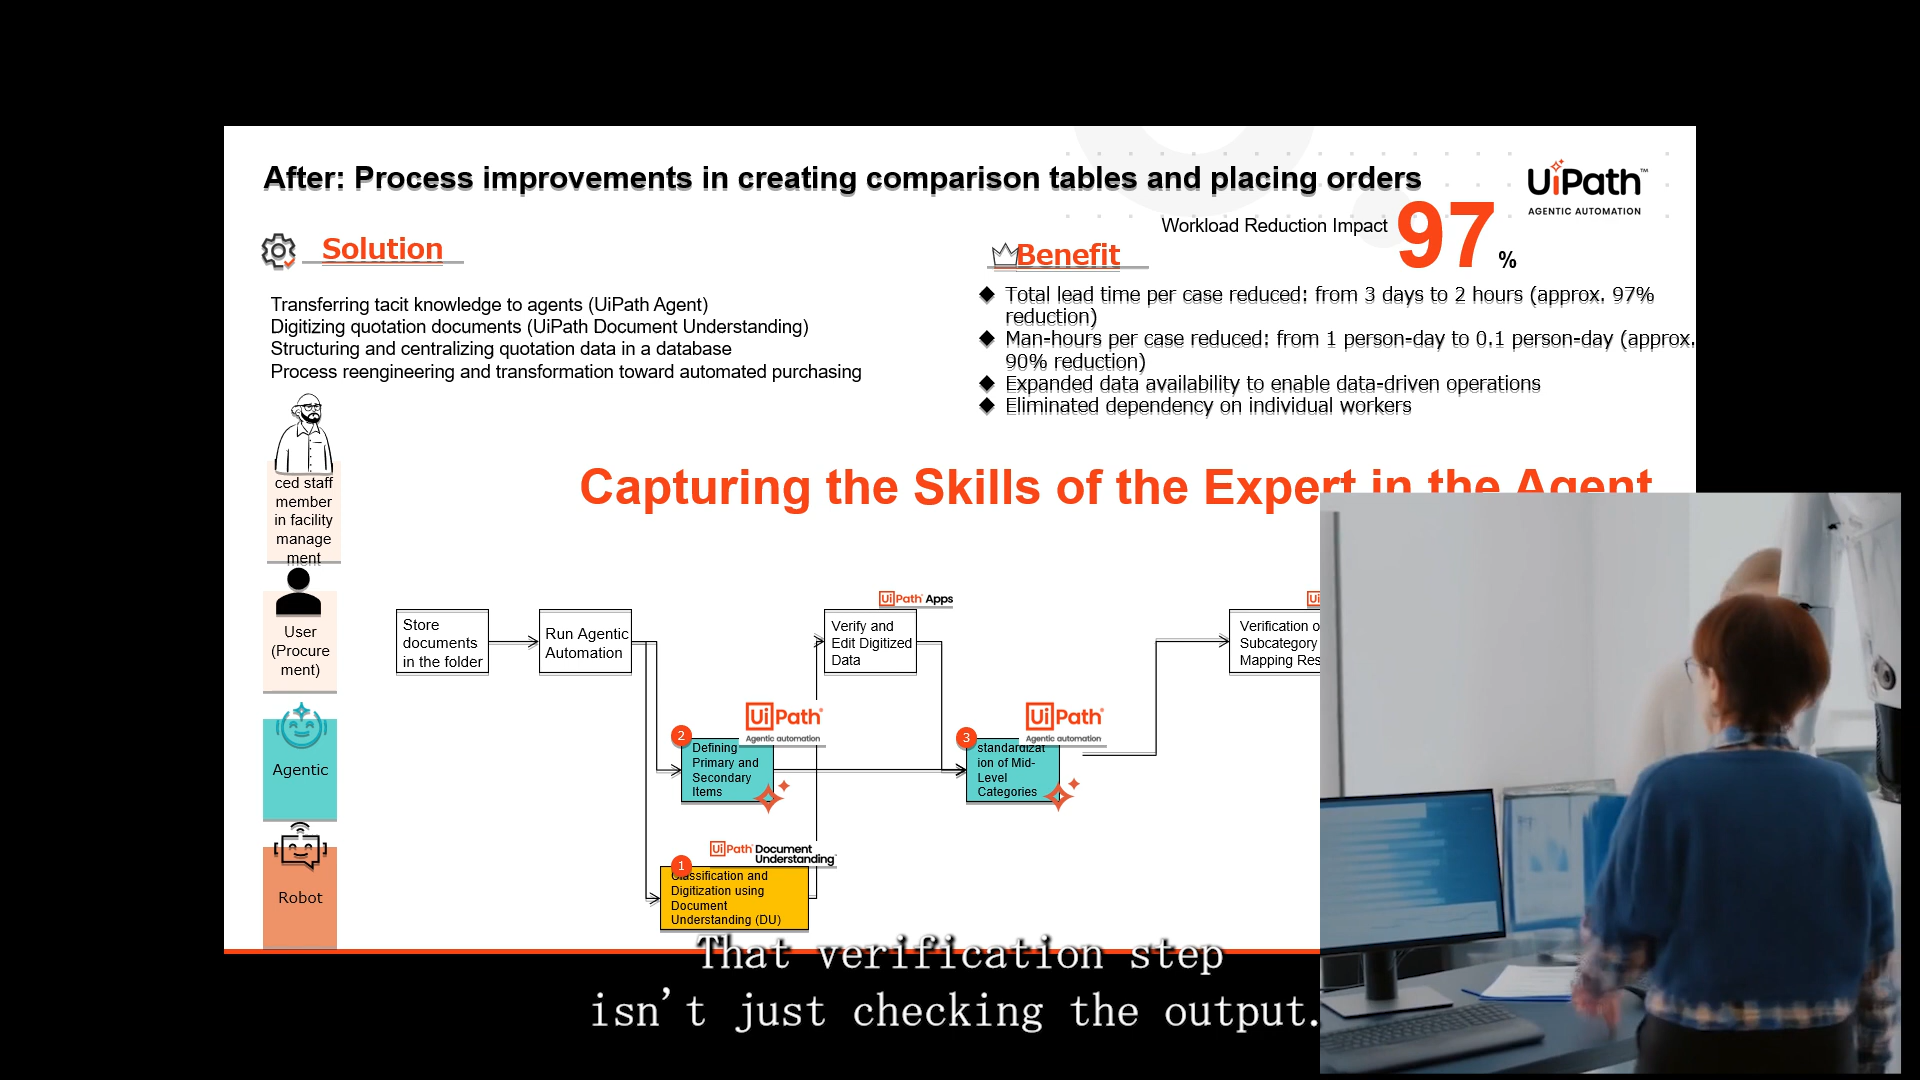 After: Process improvements in creating comparison tables and placing orders
UiPath™
AGENTIC AUTOMATION
Workload Reduction Impact 97 %
Solution
Benefit
Transferring tacit knowledge to agents (UiPath Agent)
Digitizing quotation documents (UiPath Document Understanding)
Structuring and centralizing quotation data in a database
Process reengineering and transformation toward automated purchasing
◆ Total lead time per case reduced: from 3 days to 2 hours (approx. 97%
reduction)
◆ Man-hours per case reduced: from 1 person-day to 0.1 person-day (approx.
90% reduction)
◆ Expanded data availability to enable data-driven operations
◆ Eliminated dependency on individual workers
Capturing the Skills of the Expert in the Agent
ced staff
member
in facility
manage
ment
User
(Procure
ment)
Agentic
Robot
Store
documents
in the folder
Run Agentic
Automation
UiPath Apps
Verify and
Edit Digitized
Data
Ui
Verification o
Subcategory
Mapping Res
UiPath
Agentic automation
2
Defining
Primary and
Secondary
Items
UiPath
Agentic automation
3
standardizat
ion of Mid-
Level
Categories
UiPath Document
Understanding
1
Classification and
Digitization using
Document
Understanding (DU)
That verification step
isn't just checking the output.